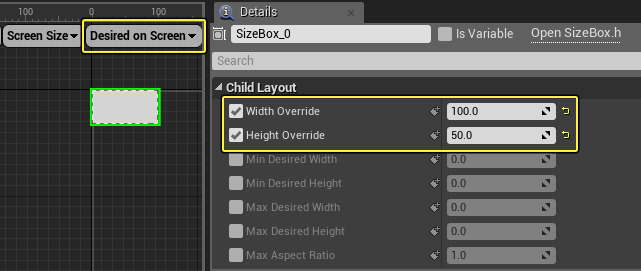 100 0 100
Details
Screen Size Desired on Screen
SizeBox_0 Is Variable Open SizeBox.h
Search
Child Layout
Width Override 100.0
Height Override 50.0
Min Desired Width 0.0
Min Desired Height 0.0
Max Desired Width 0.0
Max Desired Height 0.0
Max Aspect Ratio 1.0